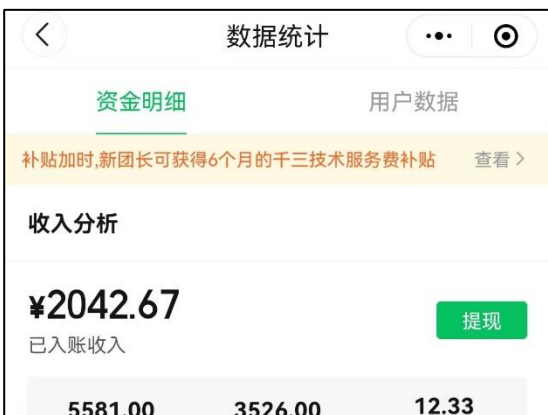 数据统计
资金明细 用户数据
补贴加时,新团长可获得6个月的千三技术服务费补贴 查看
收入分析
¥2042.67
提现
已入账收入
5581.00 3526.00 12.33